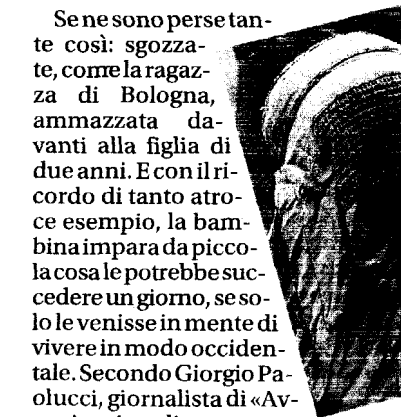 Se ne sono perse tan-
te così: sgozza-
te, come la ragaz-
za di Bologna,
ammazzata da-
vanti alla figlia di
due anni. E con il ri-
cordo di tanto atro-
ce esempio, la bam-
bina impara da picco-
la cosa le potrebbe suc-
cedere un giorno, se so-
lo le venisse in mente di
vivere in modo occiden-
tale. Secondo Giorgio Pa-
olucci, giornalista di «Av-